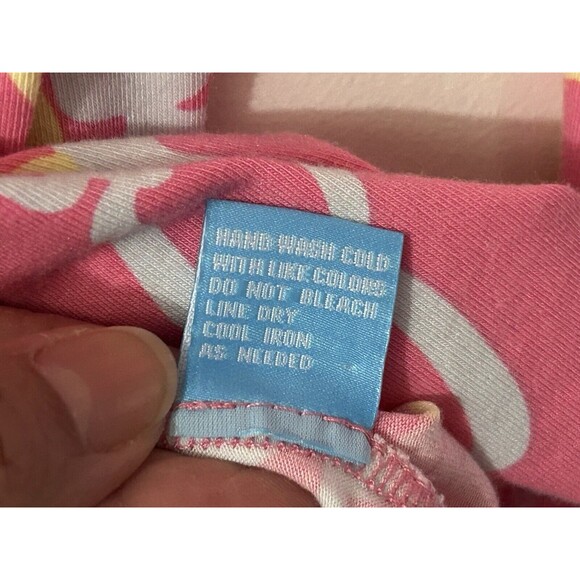 HAND WASH COLD
WITH LIKE COLORS
DO NOT BLEACH
LINE DRY
COOL IRON
AS NEEDED